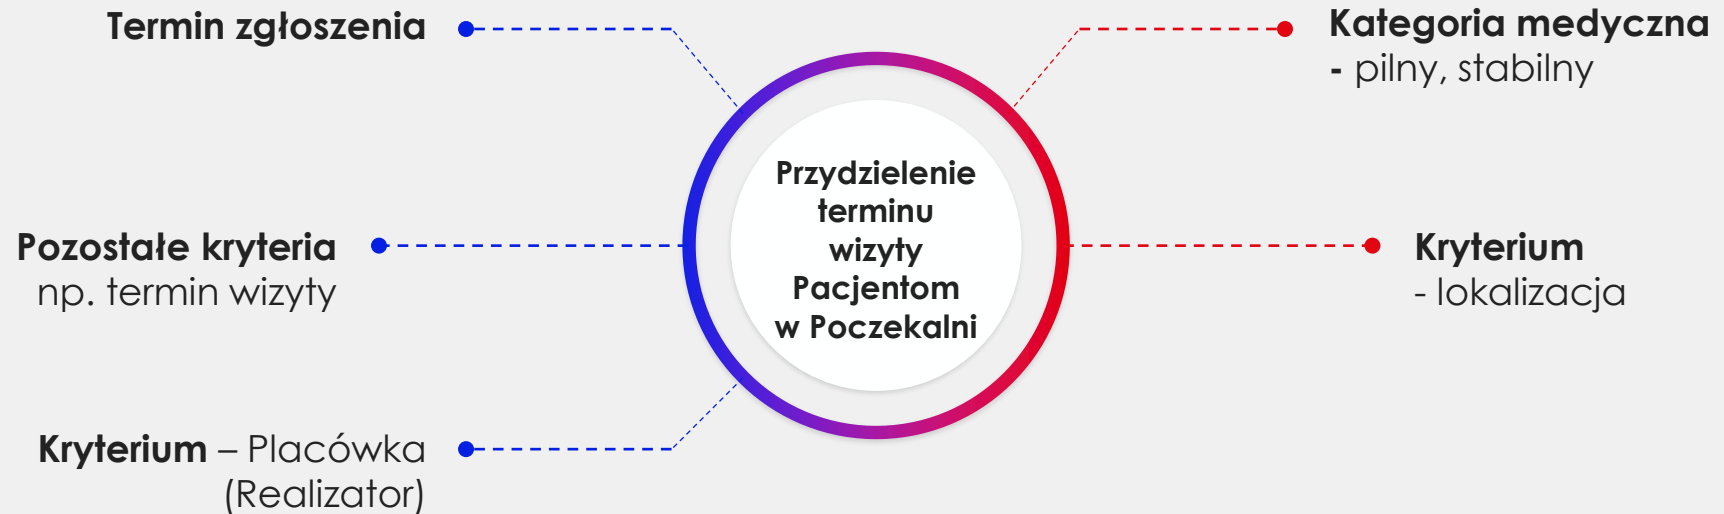 Termin zgłoszenia
Kategoria medyczna
- pilny, stabilny
Przydzielenie
terminu
wizyty
Pacjentom
w Poczekalni
Pozostałe kryteria
np. termin wizyty
Kryterium
- lokalizacja
Kryterium – Placówka
(Realizator)